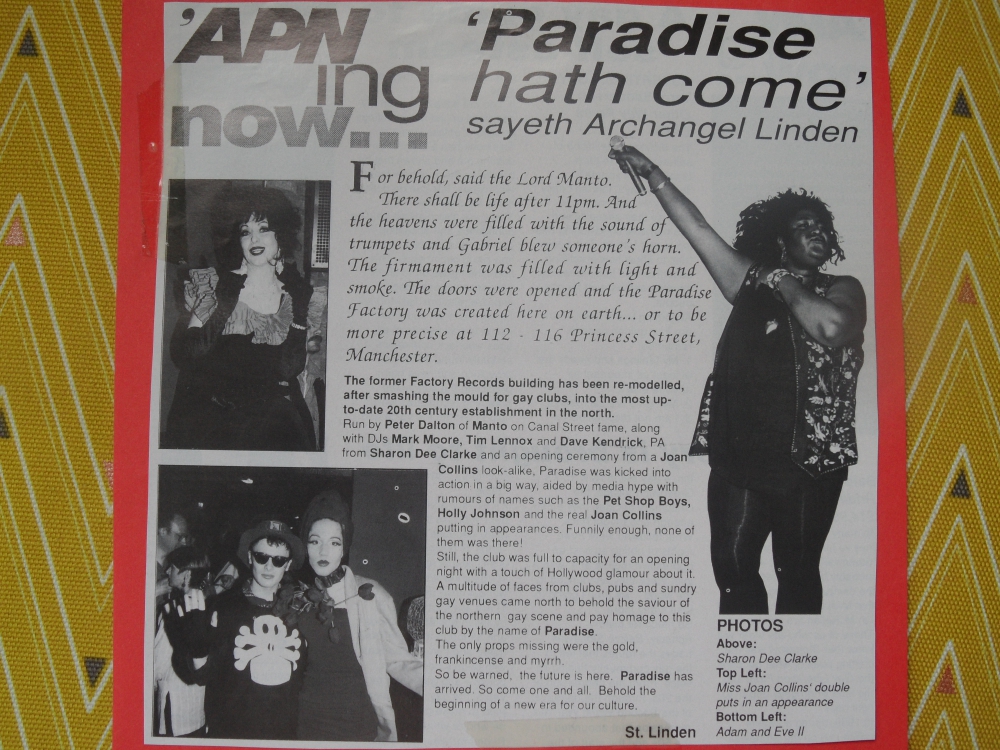 'APN
ing
now...
'Paradise
hath come'
sayeth Archangel Linden
For behold, said the Lord Manto.
There shall be life after 11pm. And
the heavens were filled with the sound of
trumpets and Gabriel blew someone's horn.
The firmament was filled with light and
smoke. The doors were opened and the Paradise
Factory was created here on earth... or to be
more precise at 112 - 116 Princess Street,
Manchester.
The former Factory Records building has been re-modelled,
after smashing the mould for gay clubs, into the most up-
to-date 20th century establishment in the north.
Run by Peter Dalton of Manto on Canal Street fame, along
with DJs Mark Moore, Tim Lennox and Dave Kendrick, PA
from Sharon Dee Clarke and an opening ceremony from a Joan
Collins look-alike, Paradise was kicked into
action in a big way, aided by media hype with
rumours of names such as the Pet Shop Boys,
Holly Johnson and the real Joan Collins
putting in appearances. Funnily enough, none of
them was there!
Still, the club was full to capacity for an opening
night with a touch of Hollywood glamour about it.
A multitude of faces from clubs, pubs and sundry
gay venues came north to behold the saviour of
the northern gay scene and pay homage to this
club by the name of Paradise.
The only props missing were the gold,
frankincense and myrrh.
So be warned, the future is here. Paradise has
arrived. So come one and all. Behold the
beginning of a new era for our culture.
St. Linden
PHOTOS
Above:
Sharon Dee Clarke
Top Left:
Miss Joan Collins' double
puts in an appearance
Bottom Left:
Adam and Eve II